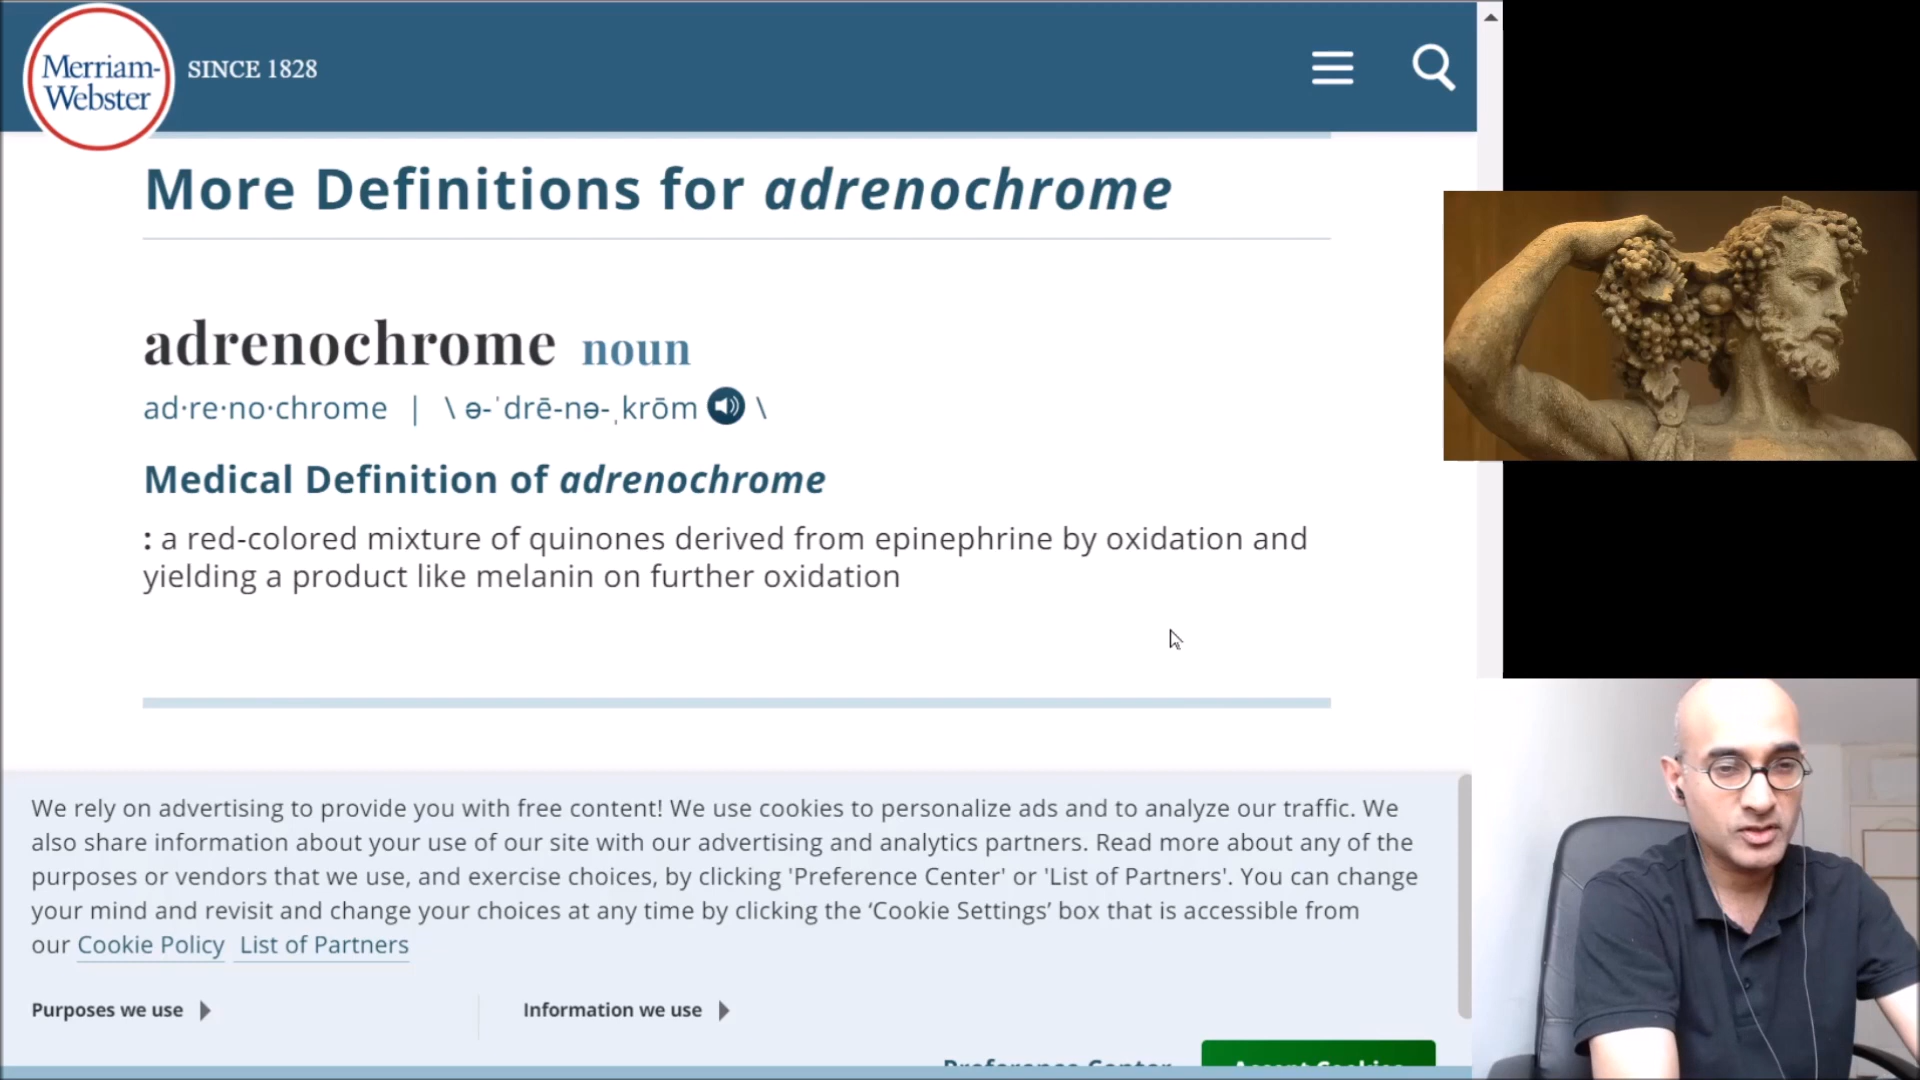 Merriam-
Webster
SINCE 1828
More Definitions for adrenochrome
adrenochrome noun
ad·re·no·chrome | \ ə-ˈdrē-nə-ˌkrōm \
Medical Definition of adrenochrome
: a red-colored mixture of quinones derived from epinephrine by oxidation and
yielding a product like melanin on further oxidation
We rely on advertising to provide you with free content! We use cookies to personalize ads and to analyze our traffic. We
also share information about your use of our site with our advertising and analytics partners. Read more about any of the
purposes or vendors that we use, and exercise choices, by clicking 'Preference Center' or 'List of Partners'. You can change
your mind and revisit and change your choices at any time by clicking the ‘Cookie Settings’ box that is accessible from
our Cookie Policy List of Partners
Purposes we use
Information we use
Preference Center
Accept Cookies